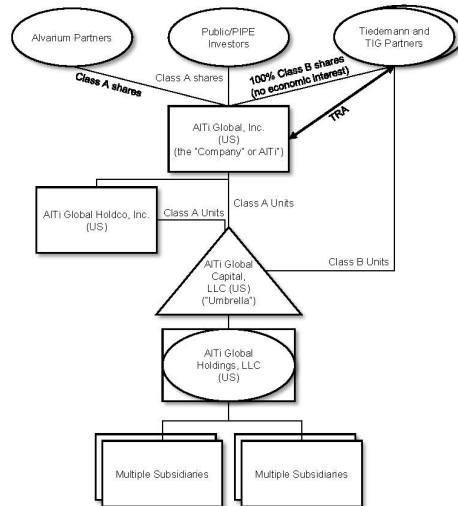 Alvarium Partners
Public/PIPE
Investors
Tiedemann and
TIG Partners
Class A shares
Class A shares
100% Class B shares
(no economic interest)
TRA
AlTi Global, Inc.
(US)
(the "Company" or AlTi")
AlTi Global Holdco, Inc.
(US)
Class A Units
Class A Units
AlTi Global
Capital,
LLC (US)
("Umbrella")
Class B Units
AlTi Global
Holdings, LLC
(US)
Multiple Subsidiaries
Multiple Subsidiaries